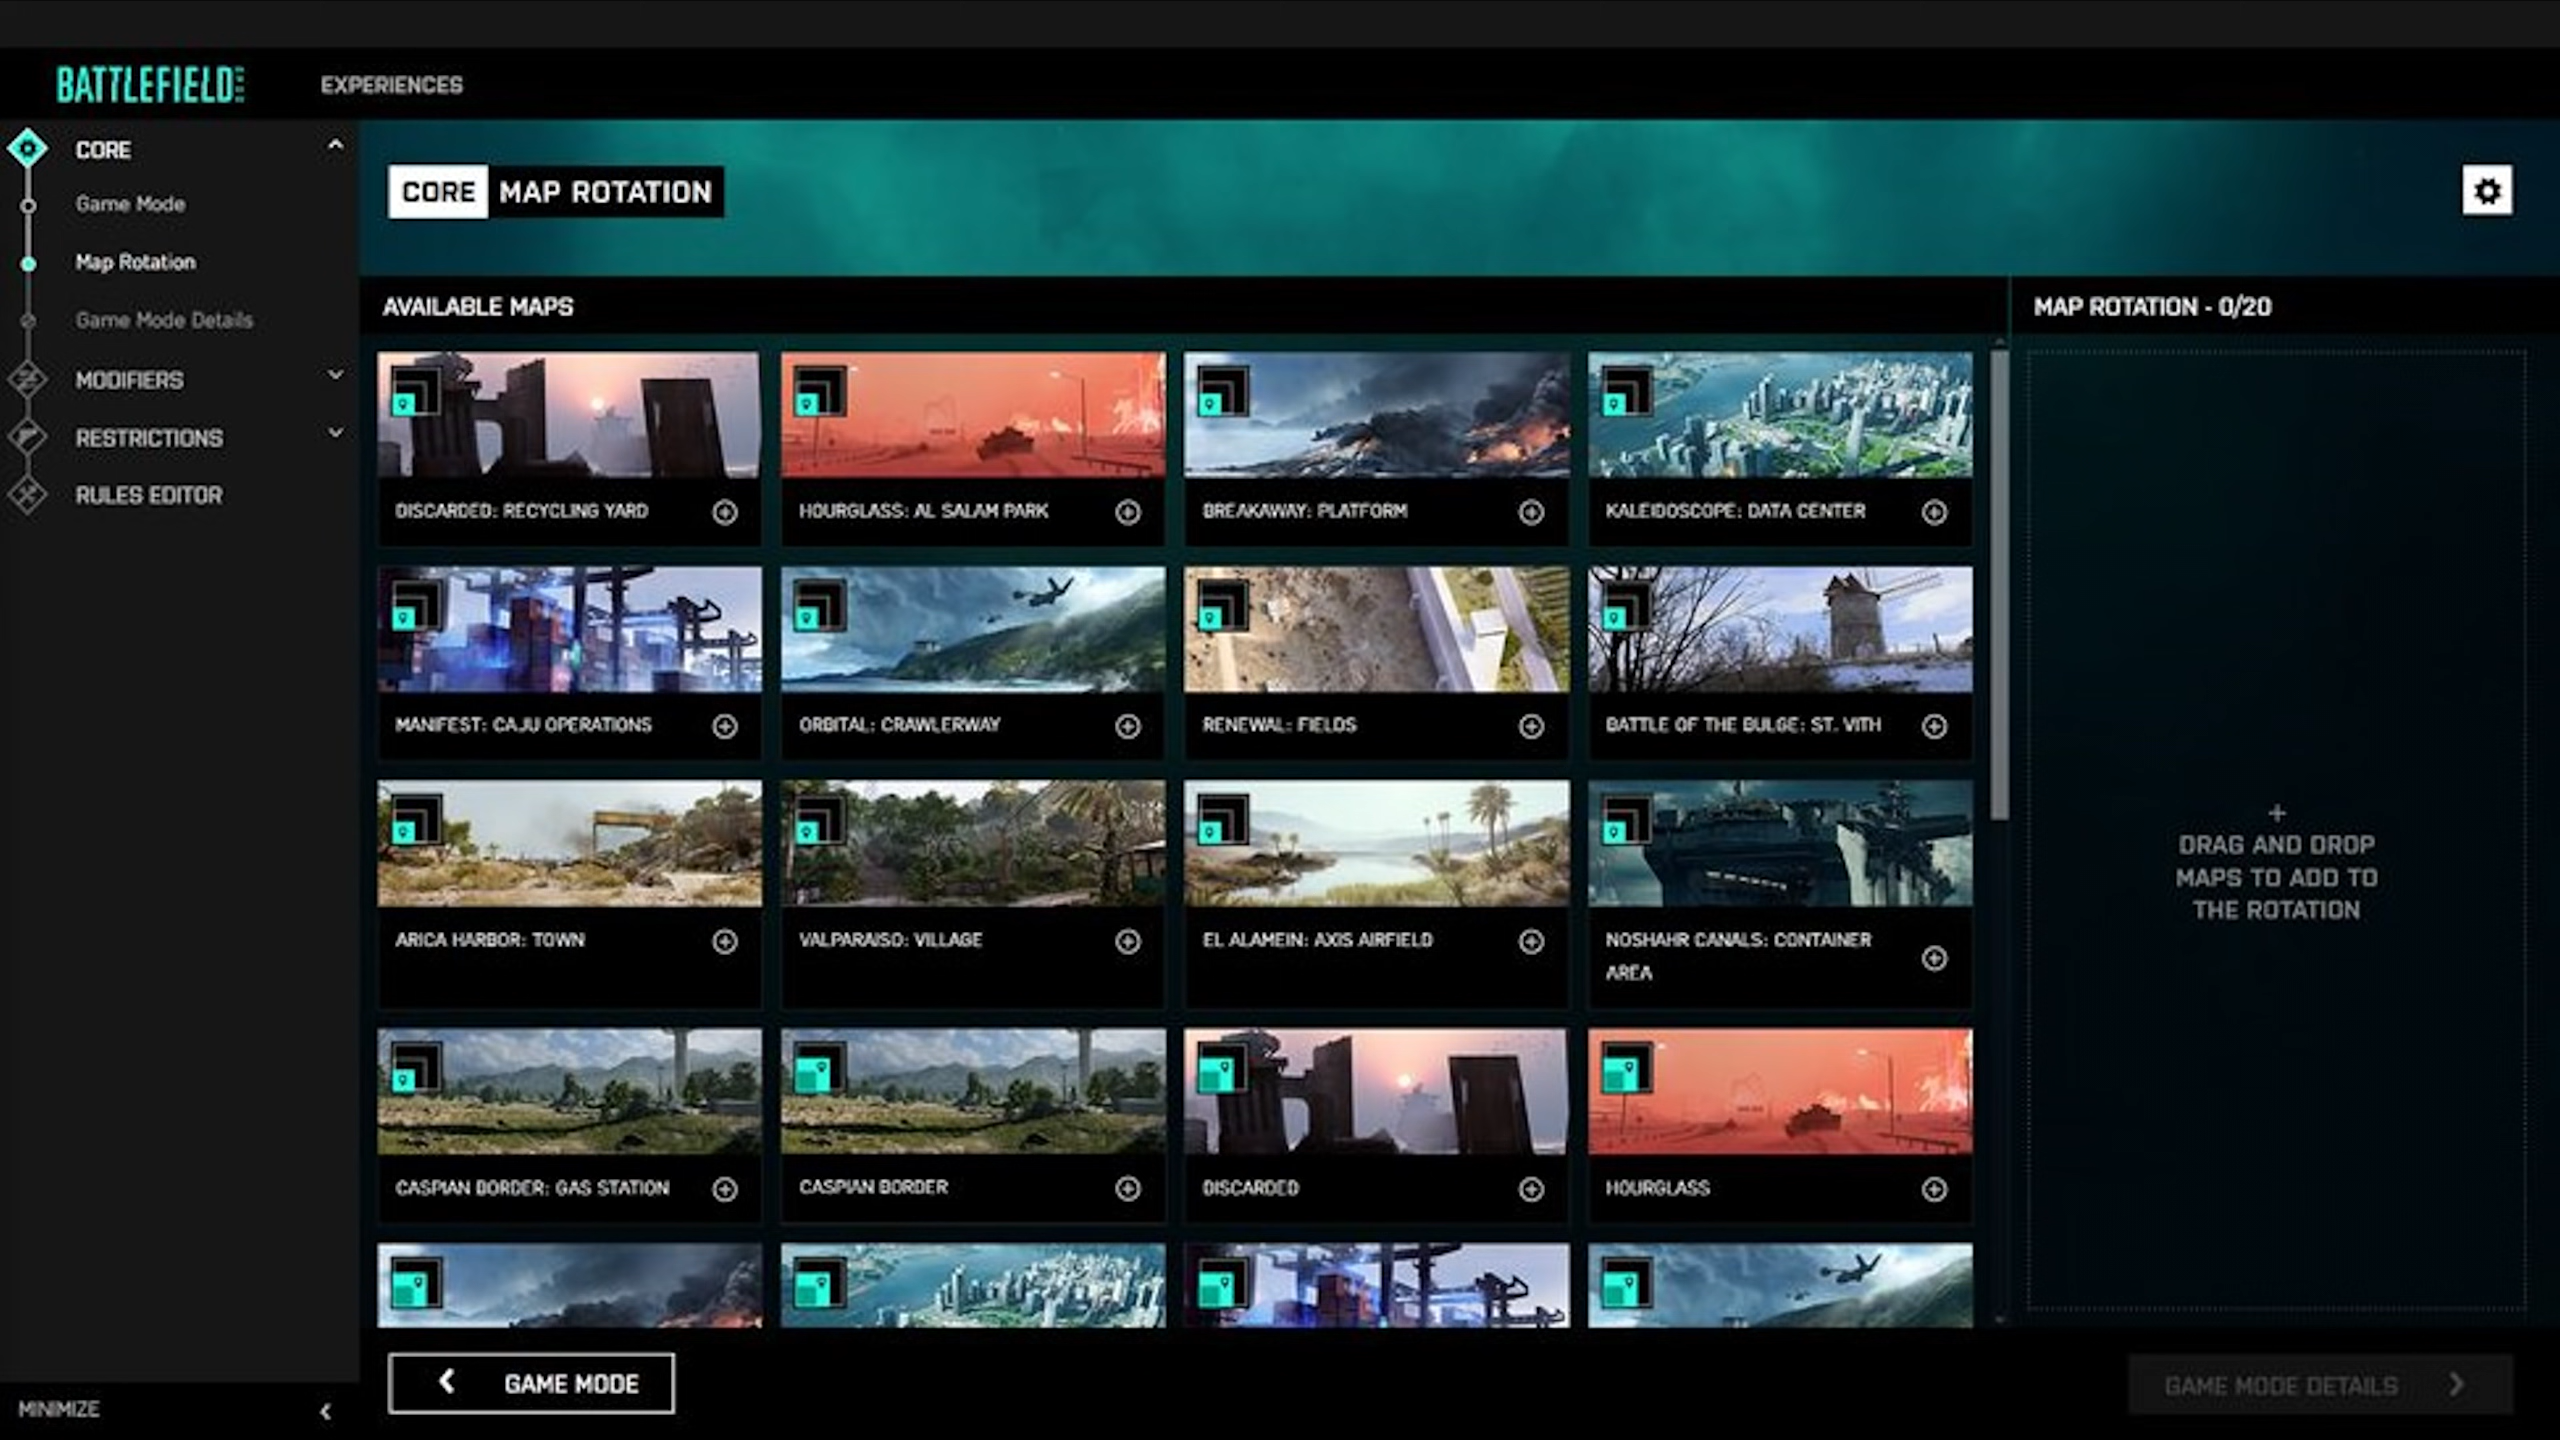 BATTLEFIELD
EXPERIENCES
CORE
Game Mode
Map Rotation
Game Mode Details
MODIFIERS
RESTRICTIONS
RULES EDITOR
MINIMIZE
CORE MAP ROTATION
AVAILABLE MAPS
DISCARDED: RECYCLING YARD
HOURGLASS: AL SALAM PARK
BREAKAWAY: PLATFORM
KALEIDOSCOPE: DATA CENTER
MANIFEST: CAJU OPERATIONS
ORBITAL: CRAWLERWAY
RENEWAL: FIELDS
BATTLE OF THE BULGE: ST. VITH
ARICA HARBOR: TOWN
VALPARAISO: VILLAGE
EL ALAMEIN: AXIS AIRFIELD
NOSHAHR CANALS: CONTAINER
AREA
CASPIAN BORDER: GAS STATION
CASPIAN BORDER
DISCARDED
HOURGLASS
MAP ROTATION - 0/20
+
DRAG AND DROP
MAPS TO ADD TO
THE ROTATION
GAME MODE
GAME MODE DETAILS